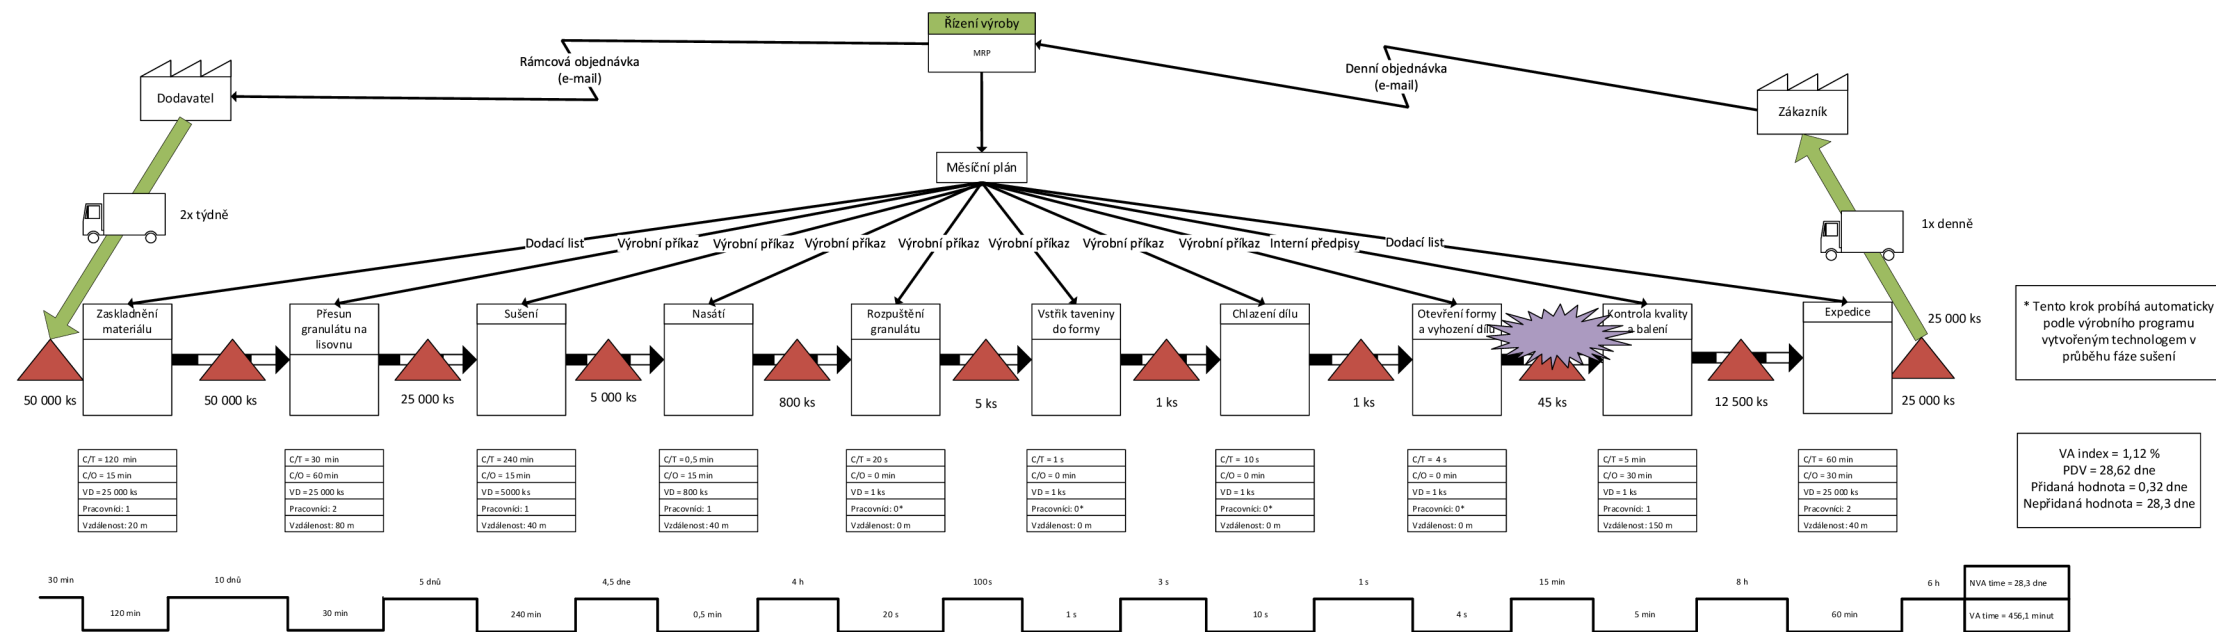 Řízení výroby
MRP
Rámcová objednávka
(e-mail)
Denní objednávka
(e-mail)
Dodavatel
Zákazník
Měsíční plán
2x týdně
1x denně
Dodací list
Výrobní příkaz
Výrobní příkaz
Výrobní příkaz
Výrobní příkaz
Výrobní příkaz
Výrobní příkaz
Výrobní příkaz
Interní předpisy
Dodací list
Zaskladnění
materiálu
Přesun
granulátu na
lisovnu
Sušení
Nasátí
Rozpuštění
granulátu
Vstřik taveniny
do formy
Chlazení dílu
Otevření formy
a vyhození dílu
Kontrola kvality
a balení
Expedice
25 000 ks
* Tento krok probíhá automaticky
podle výrobního programu
vytvořeným technologem v
průběhu fáze sušení
50 000 ks
50 000 ks
25 000 ks
5 000 ks
800 ks
5 ks
1 ks
1 ks
45 ks
12 500 ks
25 000 ks
C/T = 120 min
C/O = 15 min
VD = 25 000 ks
Pracovníci: 1
Vzdálenost: 20 m
C/T = 30 min
C/O = 60 min
VD = 25 000 ks
Pracovníci: 2
Vzdálenost: 80 m
C/T = 240 min
C/O = 15 min
VD = 5000 ks
Pracovníci: 1
Vzdálenost: 40 m
C/T = 0,5 min
C/O = 15 min
VD = 800 ks
Pracovníci: 1
Vzdálenost: 40 m
C/T = 20 s
C/O = 0 min
VD = 1 ks
Pracovníci: 0*
Vzdálenost: 0 m
C/T = 1 s
C/O = 0 min
VD = 1 ks
Pracovníci: 0*
Vzdálenost: 0 m
C/T = 10 s
C/O = 0 min
VD = 1 ks
Pracovníci: 0*
Vzdálenost: 0 m
C/T = 4 s
C/O = 0 min
VD = 1 ks
Pracovníci: 0*
Vzdálenost: 0 m
C/T = 5 min
C/O = 30 min
VD = 1 ks
Pracovníci: 1
Vzdálenost: 150 m
C/T = 60 min
C/O = 30 min
VD = 25 000 ks
Pracovníci: 2
Vzdálenost: 40 m
VA index = 1,12 %
PDV = 28,62 dne
Přidaná hodnota = 0,32 dne
Nepřidaná hodnota = 28,3 dne
30 min
10 dnů
5 dnů
4,5 dne
4 h
100 s
3 s
1 s
15 min
8 h
6 h
NVA time = 28,3 dne
120 min
30 min
240 min
0,5 min
20 s
1 s
10 s
4 s
5 min
60 min
VA time = 456,1 minut